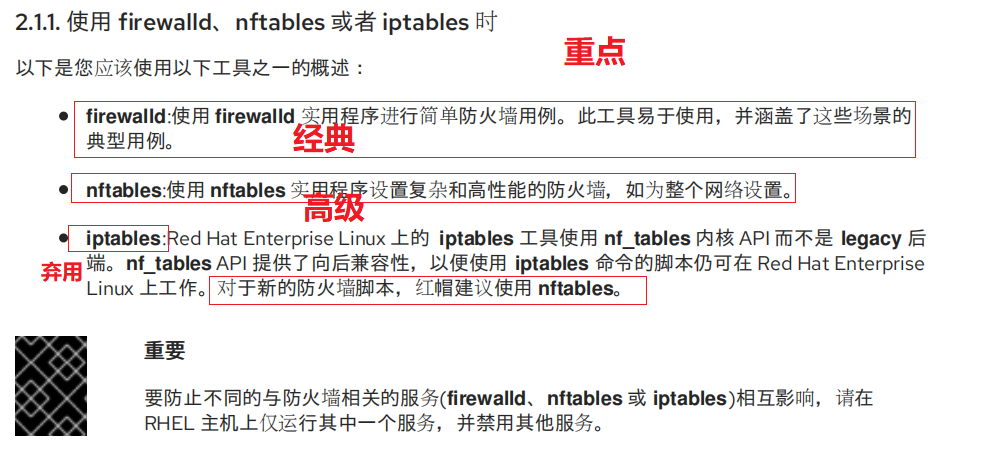 2.1.1. 使用 firewalld、nftables 或者 iptables 时
重点
以下是您应该使用以下工具之一的概述：
firewalld:使用 firewalld 实用程序进行简单防火墙用例。此工具易于使用，并涵盖了这些场景的
典型用例。
经典
nftables:使用 nftables 实用程序设置复杂和高性能的防火墙，如为整个网络设置。
高级
iptables:Red Hat Enterprise Linux 上的 iptables 工具使用 nf_tables 内核 API 而不是 legacy 后
端。nf_tables API 提供了向后兼容性，以便使用 iptables 命令的脚本仍可在 Red Hat Enterprise
弃用
Linux 上工作。对于新的防火墙脚本，红帽建议使用 nftables。
重要
要防止不同的与防火墙相关的服务(firewalld、nftables 或 iptables)相互影响，请在
RHEL 主机上仅运行其中一个服务，并禁用其他服务。